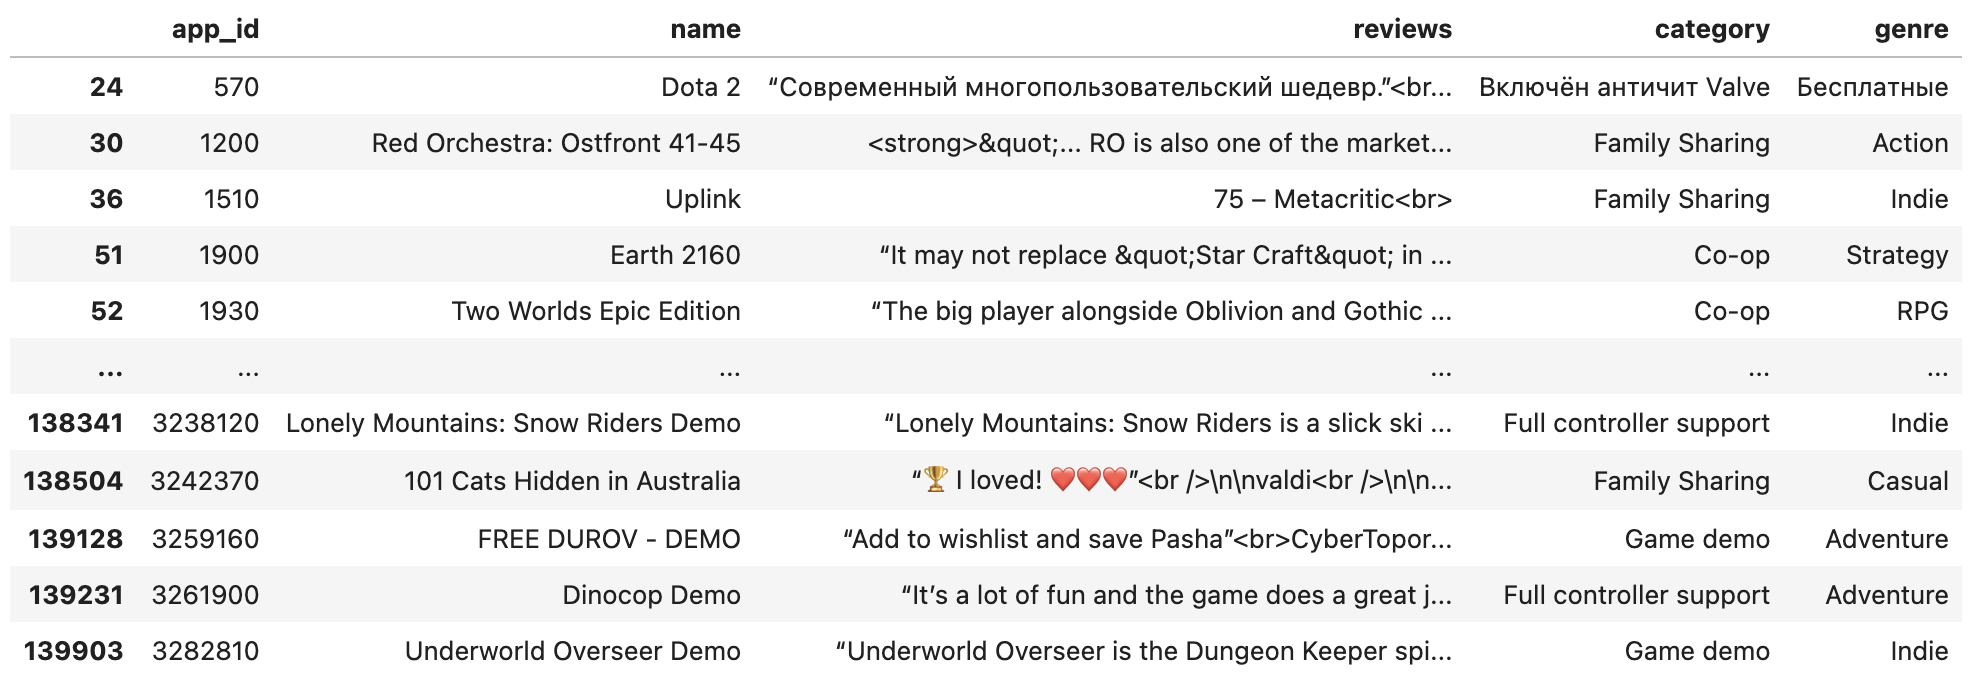 app_id name reviews category genre
24 570 Dota 2 “Современный многопользовательский шедевр.”<br... Включён античит Valve Бесплатные
30 1200 Red Orchestra: Ostfront 41-45 <strong>&quot;... RO is also one of the market... Family Sharing Action
36 1510 Uplink 75 – Metacritic<br> Family Sharing Indie
51 1900 Earth 2160 “It may not replace &quot;Star Craft&quot; in ... Co-op Strategy
52 1930 Two Worlds Epic Edition “The big player alongside Oblivion and Gothic ... Co-op RPG
... ... ... ... ... ...
138341 3238120 Lonely Mountains: Snow Riders Demo “Lonely Mountains: Snow Riders is a slick ski ... Full controller support Indie
138504 3242370 101 Cats Hidden in Australia “🏆 I loved! ❤️❤️❤️”<br />\n\nvaldi<br />\n\n... Family Sharing Casual
139128 3259160 FREE DUROV - DEMO “Add to wishlist and save Pasha”<br>CyberTopor... Game demo Adventure
139231 3261900 Dinocop Demo “It’s a lot of fun and the game does a great j... Full controller support Adventure
139903 3282810 Underworld Overseer Demo “Underworld Overseer is the Dungeon Keeper spi... Game demo Indie